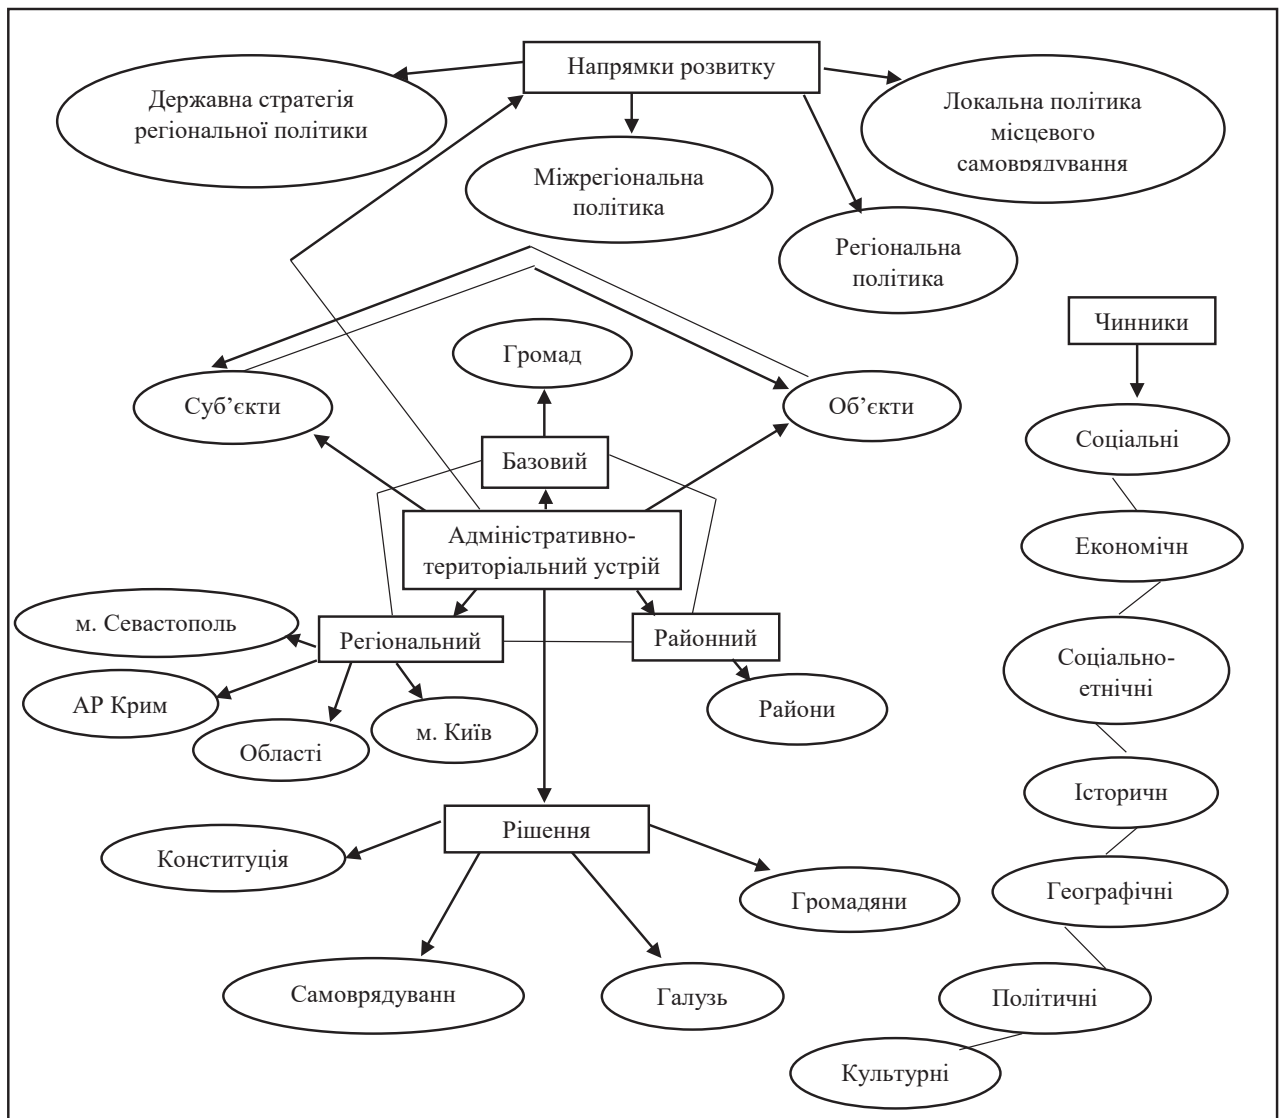 Напрямки розвитку
Державна стратегія
регіональної політики
Локальна політика
місцевого
самоврядування
Міжрегіональна
політика
Регіональна
політика
Чинники
Громад
Суб’єкти
Об’єкти
Соціальні
Базовий
Адміністративно-
територіальний устрій
Економічн
м. Севастополь
Регіональний
Районний
Соціально-
етнічні
АР Крим
Області
м. Київ
Райони
Історичн
Рішення
Конституція
Громадяни
Географічні
Самоврядуванн
Галузь
Політичні
Культурні